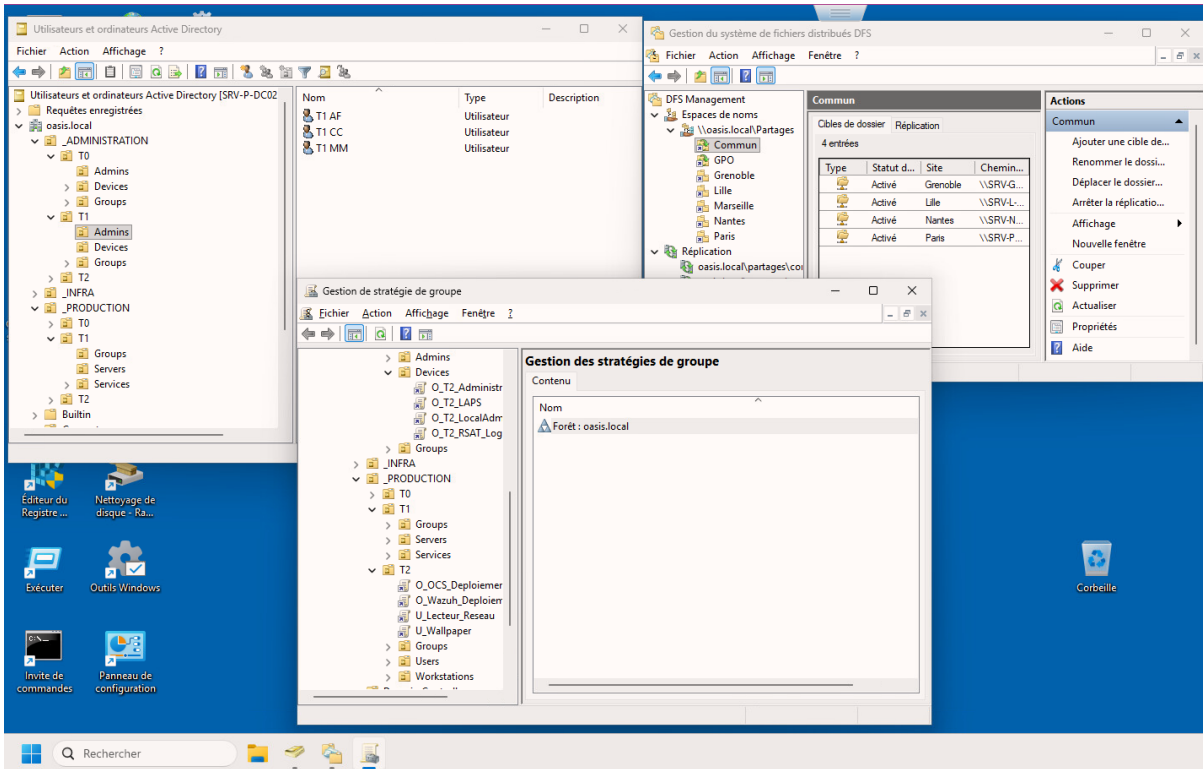 Utilisateurs et ordinateurs Active Directory
Fichier Action Affichage ?
Utilisateurs et ordinateurs Active Directory [SRV-P-DC02
Requêtes enregistrées
oasis.local
_ADMINISTRATION
T0
Admins
Devices
Groups
T1
Admins
Devices
Groups
T2
_INFRA
_PRODUCTION
T0
T1
Groups
Servers
Services
T2
Builtin
Nom Type Description
T1 AF Utilisateur
T1 CC Utilisateur
T1 MM Utilisateur
Gestion du système de fichiers distribués DFS
Fichier Action Affichage Fenêtre ?
DFS Management
Espaces de noms
\\oasis.local\Partages
Commun
GPO
Grenoble
Lille
Marseille
Nantes
Paris
Réplication
oasis.local\partages\co
Commun
Cibles de dossier Réplication
4 entrées
Type Statut d... Site Chemin...
Activé Grenoble \\SRV-G...
Activé Lille \\SRV-L-...
Activé Nantes \\SRV-N...
Activé Paris \\SRV-P...
Actions
Commun
Ajouter une cible de...
Renommer le dossi...
Déplacer le dossier...
Arrêter la réplicatio...
Affichage
Nouvelle fenêtre
Couper
Supprimer
Actualiser
Propriétés
Aide
Gestion de stratégie de groupe
Fichier Action Affichage Fenêtre ?
Admins
Devices
O_T2_Administr
O_T2_LAPS
O_T2_LocalAdm
O_T2_RSAT_Log
Groups
_INFRA
_PRODUCTION
T0
T1
Groups
Servers
Services
T2
O_OCS_Deploiemer
O_Wazuh_Deploiem
U_Lecteur_Reseau
U_Wallpaper
Groups
Users
Workstations
Gestion des stratégies de groupe
Contenu
Nom
Forêt : oasis.local
Éditeur du
Registre ...
Nettoyage de
disque - Ra...
Exécuter
Outils Windows
Invite de
commandes
Panneau de
configuration
Corbeille
Rechercher